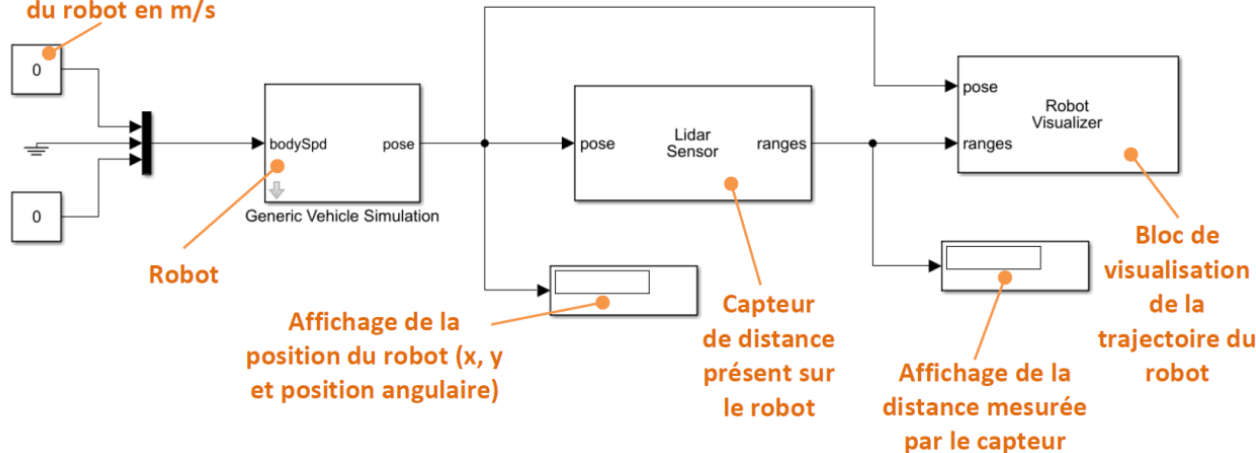 du robot en m/s
0
0
bodySpd
pose
Generic Vehicle Simulation
Robot
pose
Lidar
Sensor
ranges
pose
ranges
Robot
Visualizer
Affichage de la
position du robot (x, y
et position angulaire)
Capteur
de distance
présent sur
le robot
Affichage de la
distance mesurée
par le capteur
Bloc de
visualisation
de la
trajectoire du
robot